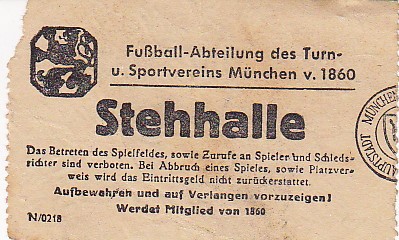 Fußball-Abteilung des Turn-
u. Sportvereins München v. 1860
Stehhalle
Das Betreten des Spielfeldes, sowie Zurufe an Spieler und Schieds-
richter sind verboten. Bei Abbruch eines Spieles, sowie Platzver-
weis wird das Eintrittsgeld nicht zurückerstattet.
Aufbewahren und auf Verlangen vorzuzeigen!
Werdet Mitglied von 1860
N/0218
HAUPTSTADT MÜNCHEN